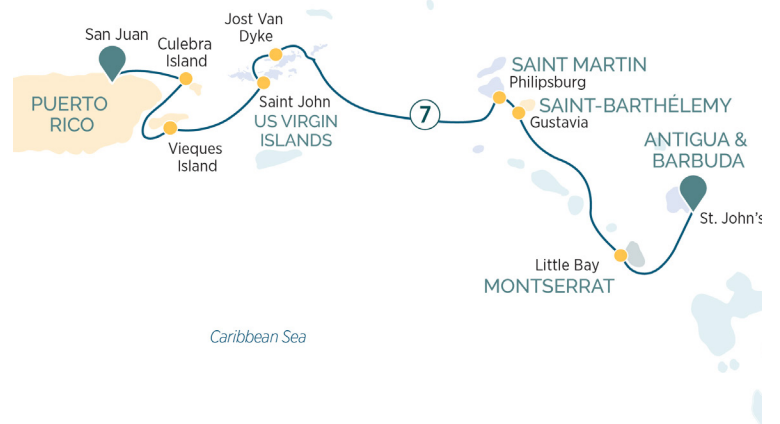 San Juan
Culebra
Island
Jost Van
Dyke
PUERTO
RICO
Vieques
Island
Saint John
US VIRGIN
ISLANDS
7
SAINT MARTIN
Philipsburg
SAINT-BARTHÉLEMY
Gustavia
ANTIGUA &
BARBUDA
St. John's
Little Bay
MONTSERRAT
Caribbean Sea